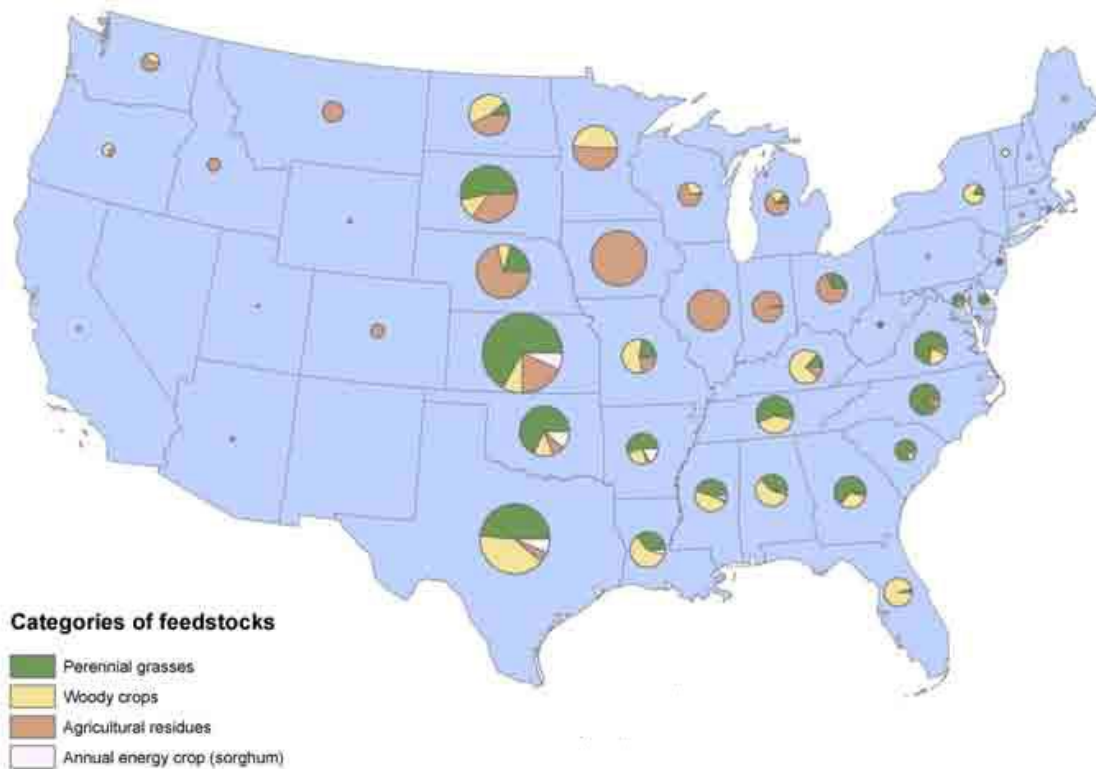 Categories of feedstocks
Perennial grasses
Woody crops
Agricultural residues
Annual energy crop (sorghum)